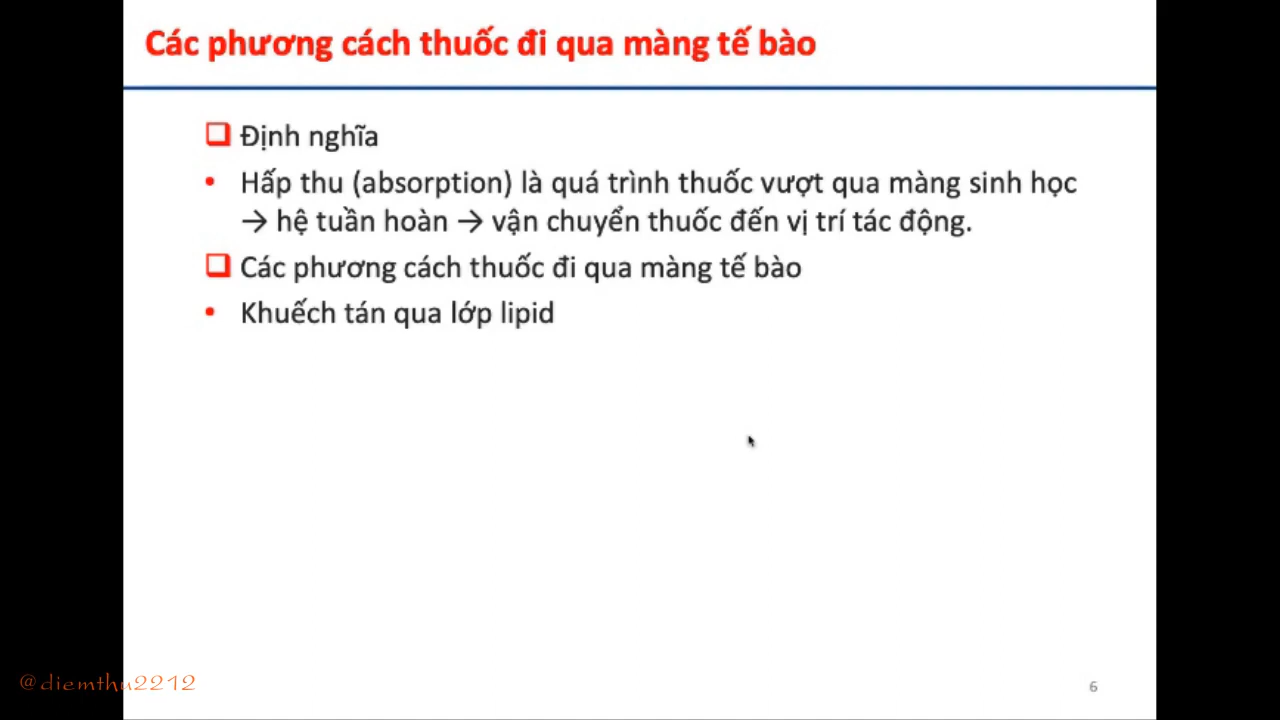 Các phương cách thuốc đi qua màng tế bào
❑ Định nghĩa
• Hấp thu (absorption) là quá trình thuốc vượt qua màng sinh học
→ hệ tuần hoàn → vận chuyển thuốc đến vị trí tác động.
❑ Các phương cách thuốc đi qua màng tế bào
• Khuếch tán qua lớp lipid
@diemthu2212
6